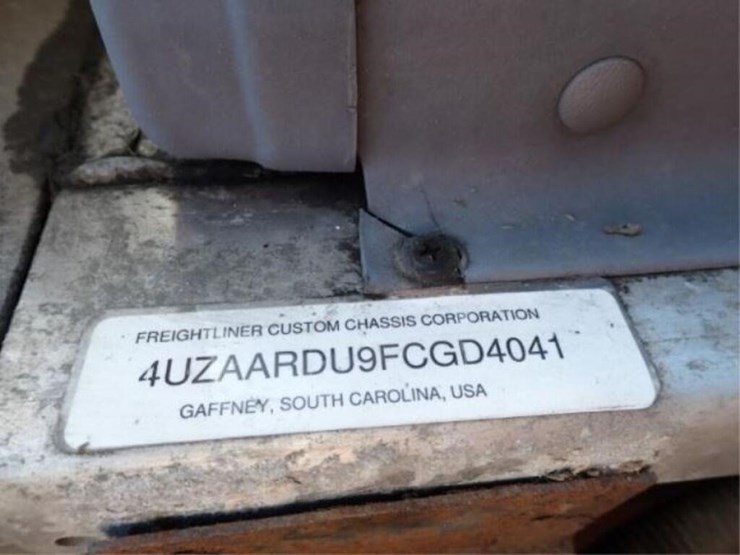 FREIGHTLINER CUSTOM CHASSIS CORPORATION
4UZAARDU9FCGD4041
GAFFNEY, SOUTH CAROLINA, USA